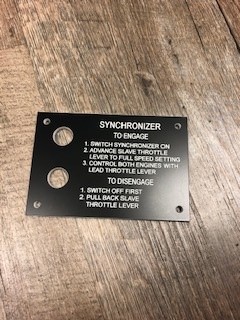 SYNCHRONIZER
TO ENGAGE
1. SWITCH SYNCHRONIZER ON
2. ADVANCE SLAVE THROTTLE
LEVER TO FULL SPEED SETTING
3. CONTROL BOTH ENGINES WITH
LEAD THROTTLE LEVER
TO DISENGAGE
1. SWITCH OFF FIRST
2. PULL BACK SLAVE
THROTTLE LEVER